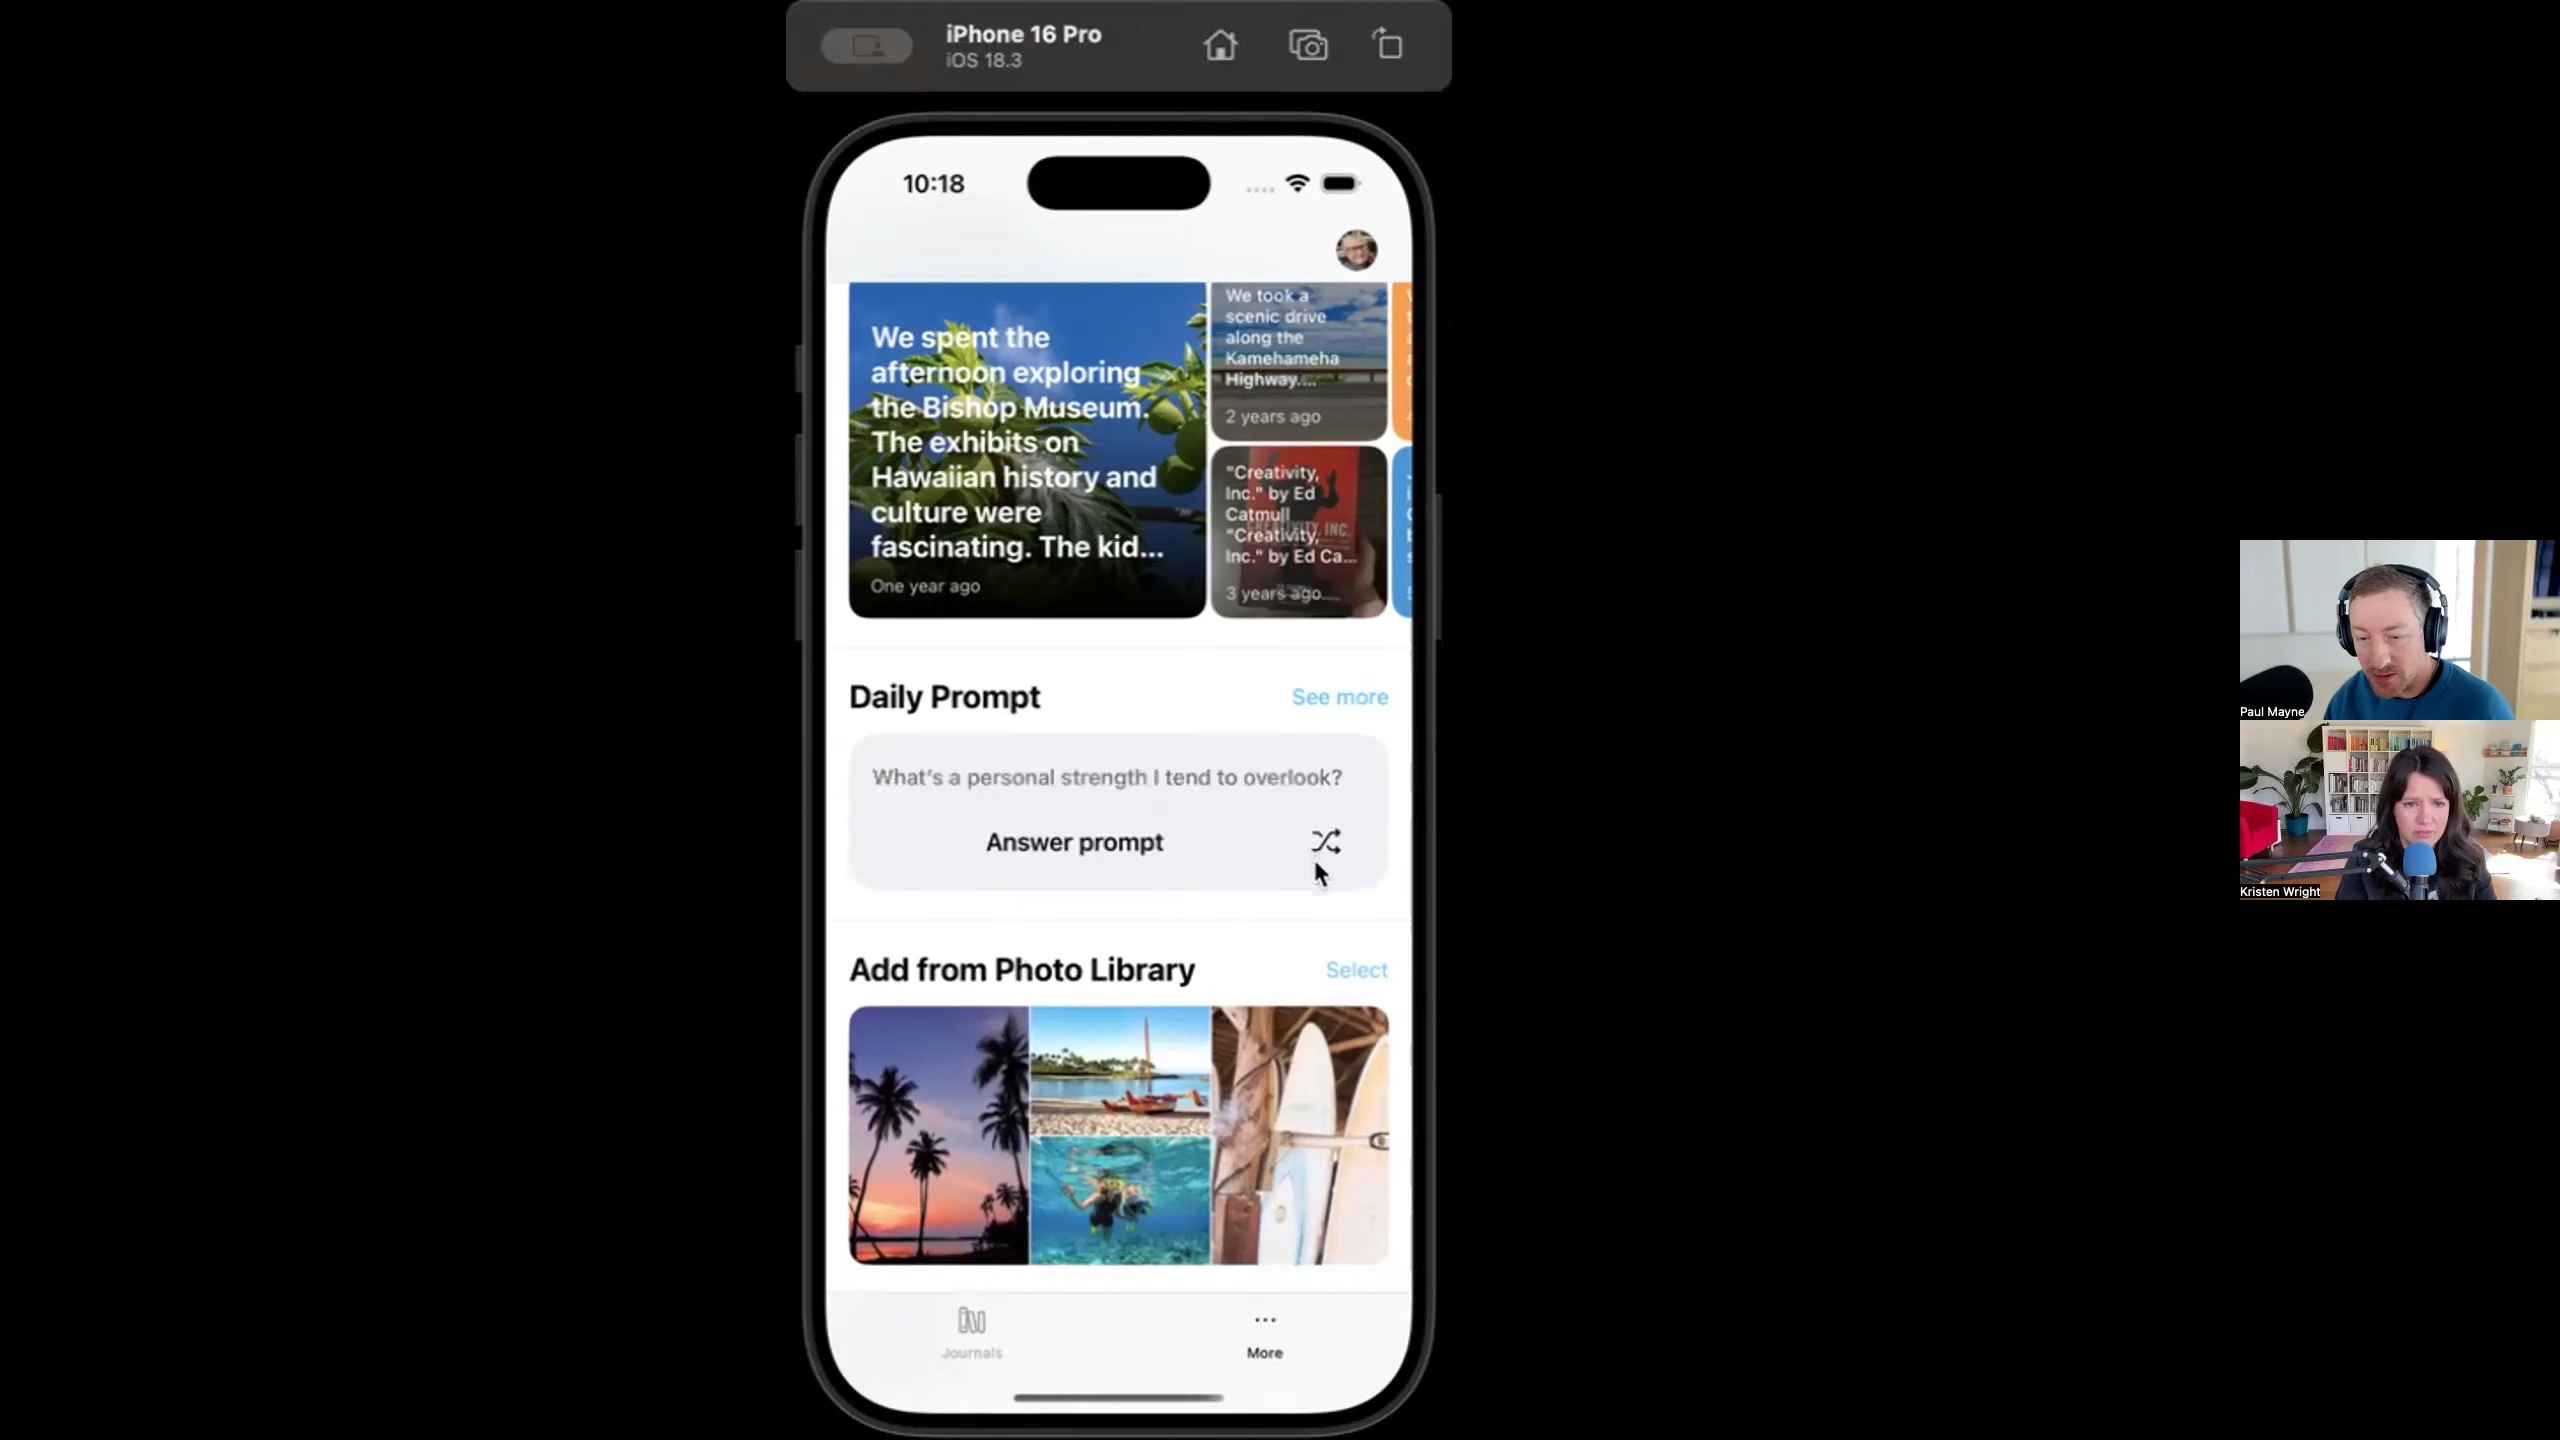 iPhone 16 Pro
iOS 18.3
10:18
We spent the
afternoon exploring
the Bishop Museum.
The exhibits on
Hawaiian history and
culture were
fascinating. The kid...
One year ago
We took a
scenic drive
along the
Kamehameha
Highway....
2 years ago
"Creativity,
Inc." by Ed
Catmull
"Creativity,
Inc." by Ed Ca...
3 years ago
Daily Prompt
See more
What's a personal strength I tend to overlook?
Answer prompt
Add from Photo Library
Select
Journals
More
Paul Mayne
Kristen Wright